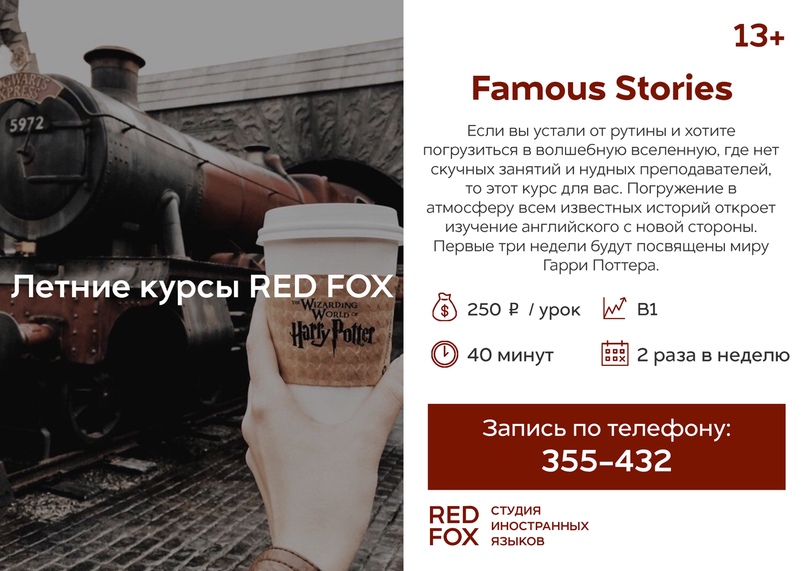 HOGWARTS
EXPRESS
5972
Летние курсы RED FOX
THE WIZARDING
WORLD OF
Harry Potter
13+
Famous Stories
Если вы устали от рутины и хотите
погрузиться в волшебную вселенную, где нет
скучных занятий и нудных преподавателей,
то этот курс для вас. Погружение в
атмосферу всем известных историй откроет
изучение английского с новой стороны.
Первые три недели будут посвящены миру
Гарри Поттера.
250 ₽ / урок
B1
40 минут
2 раза в неделю
Запись по телефону:
355-432
RED
FOX
СТУДИЯ
ИНОСТРАННЫХ
ЯЗЫКОВ